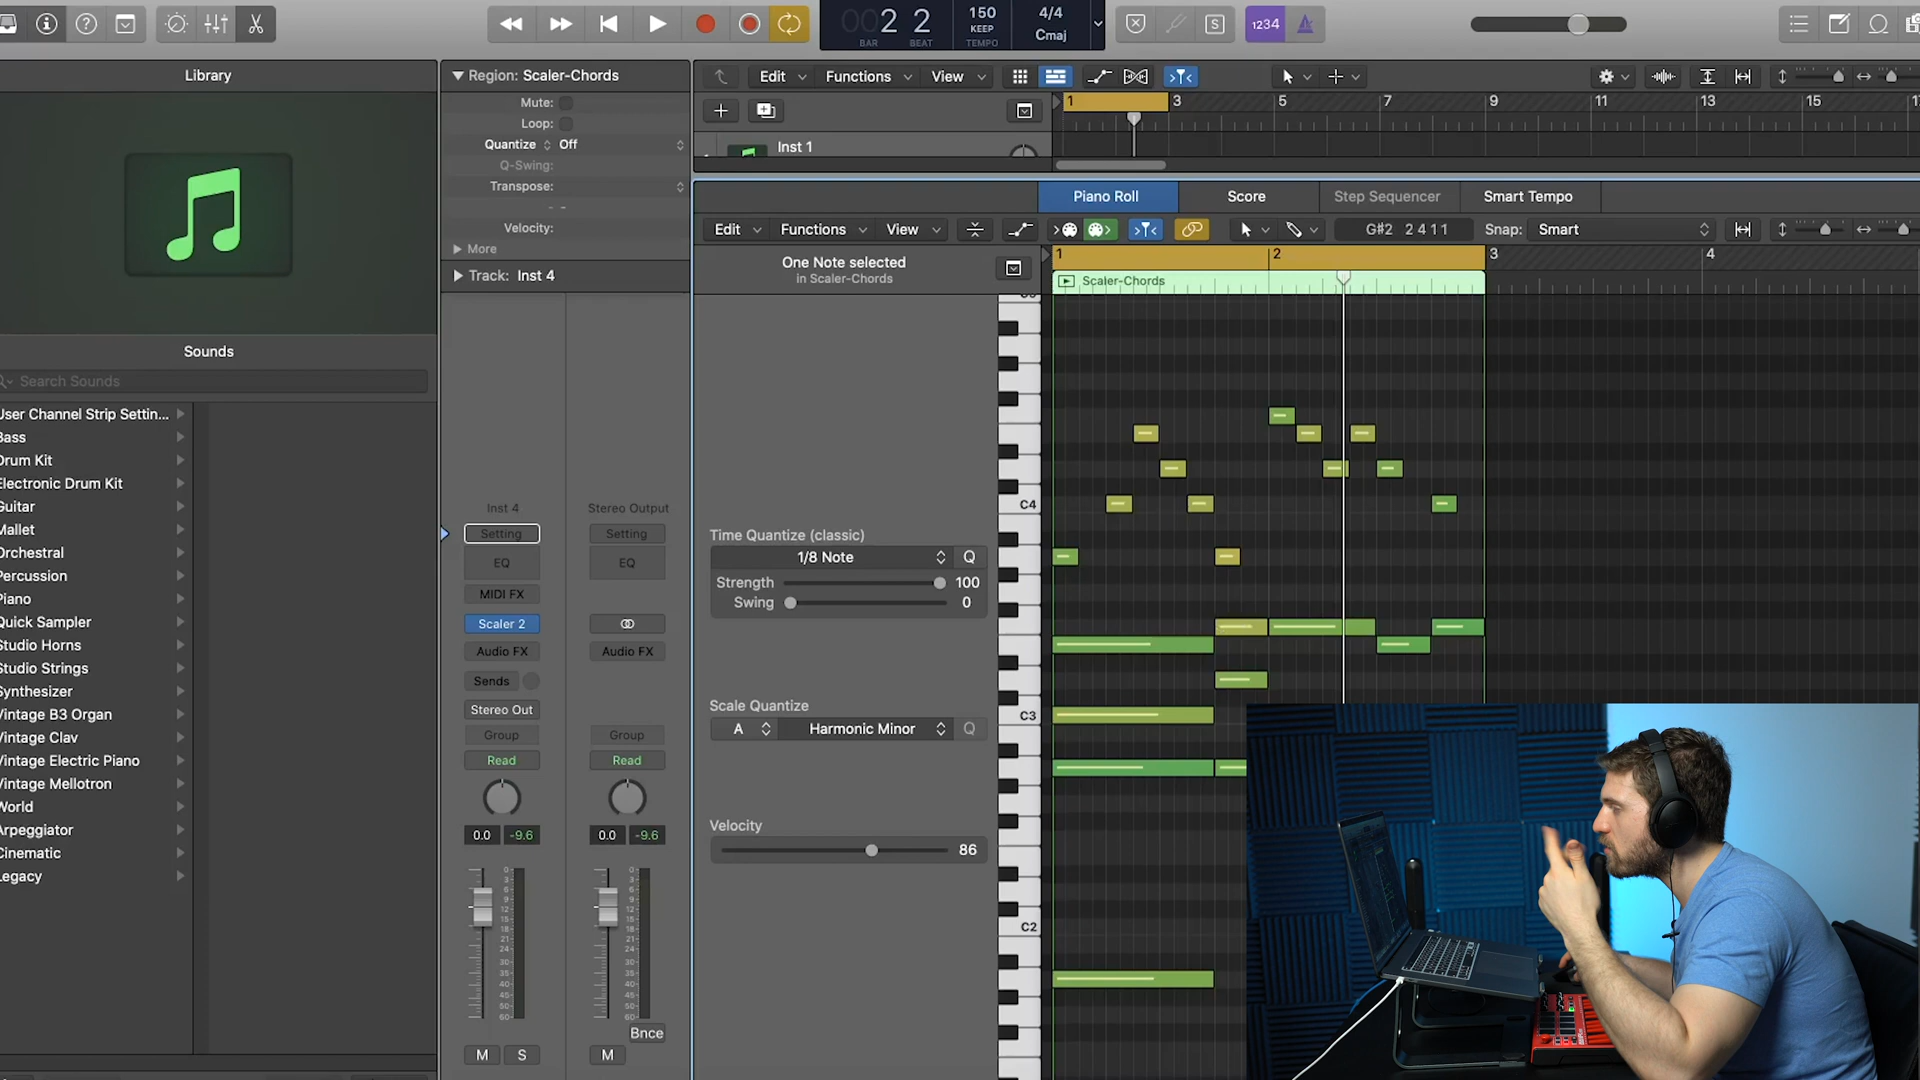 002 2
BAR BEAT
150
KEEP
TEMPO
4/4
Cmaj
S
1234
Library
Region: Scaler-Chords
Mute:
Loop:
Quantize Off
Q-Swing:
Transpose:
- -
Velocity:
More
Track: Inst 4
Edit Functions View
1 3 5 7 9 11 13 15
Inst 1
Piano Roll Score Step Sequencer Smart Tempo
Edit Functions View
G#2 2 4 1 1
Snap: Smart
One Note selected
in Scaler-Chords
1 2 3 4
Scaler-Chords
Sounds
Search Sounds
User Channel Strip Settin...
Bass
Drum Kit
Electronic Drum Kit
Guitar
Mallet
Orchestral
Percussion
Piano
Quick Sampler
Studio Horns
Studio Strings
Synthesizer
Vintage B3 Organ
Vintage Clav
Vintage Electric Piano
Vintage Mellotron
World
Arpeggiator
Cinematic
Legacy
Inst 4 Stereo Output
Setting Setting
EQ EQ
MIDI FX
Scaler 2
Audio FX Audio FX
Sends
Stereo Out
Group Group
Read Read
0.0 -9.6 0.0 -9.6
Bnce
M S M
Time Quantize (classic)
1/8 Note Q
Strength 100
Swing 0
Scale Quantize
A Harmonic Minor Q
Velocity
86
C4
C3
C2